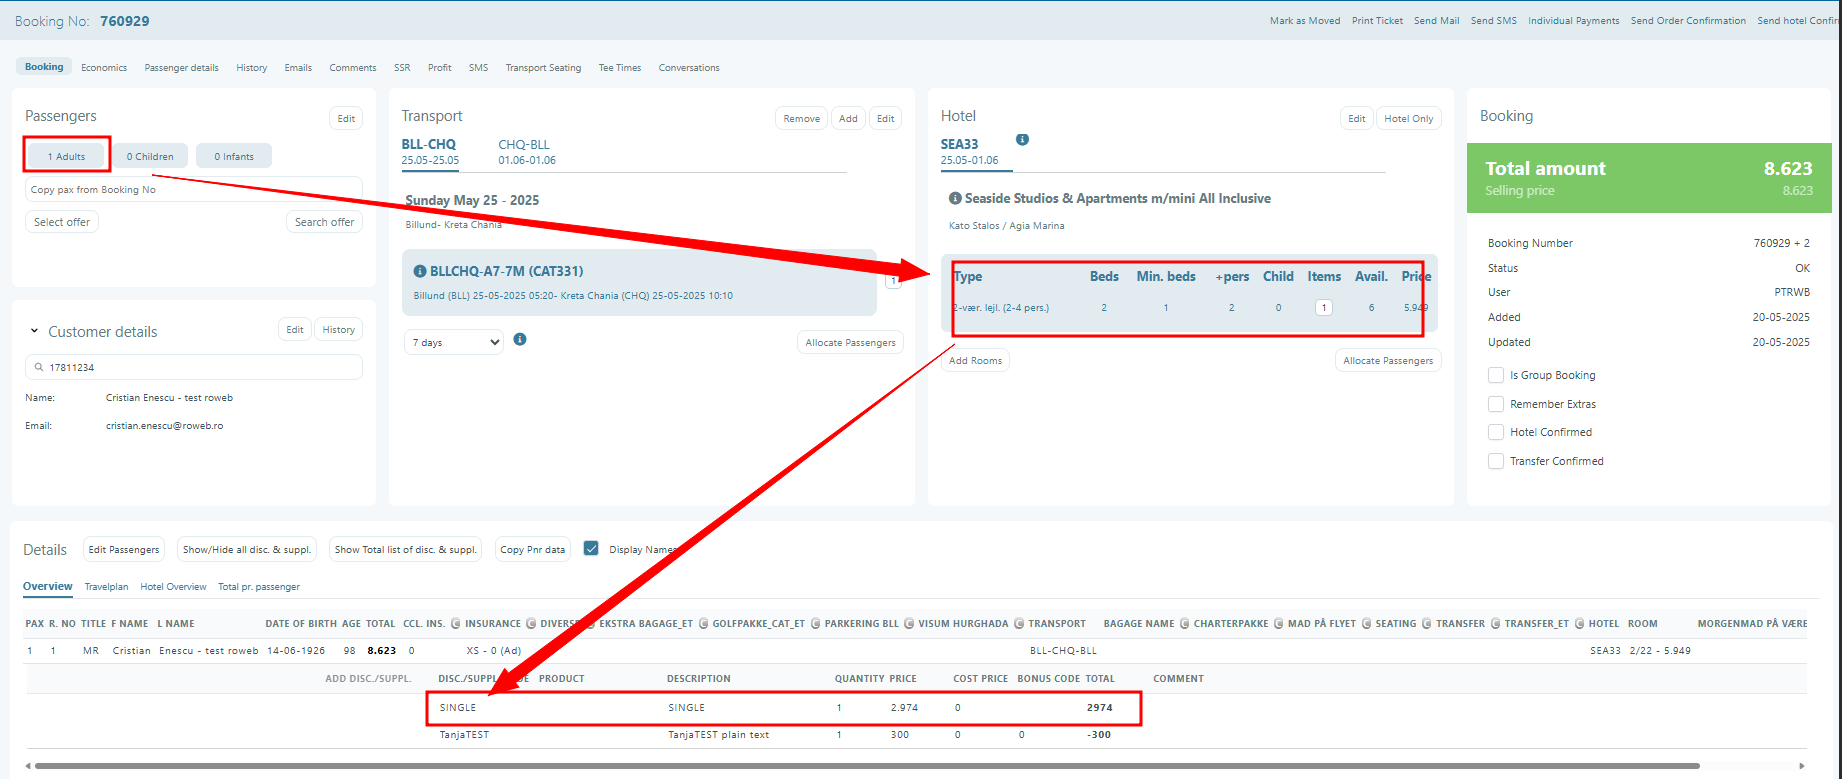 Booking No: 760929
Mark as Moved Print Ticket Send Mail Send SMS Individual Payments Send Order Confirmation Send hotel Confir
Booking Economics Passenger details History Emails Comments SSR Profit SMS Transport Seating Tee Times Conversations
Passengers
Edit
1 Adults 0 Children 0 Infants
Copy pax from Booking No
Select offer Search offer
Customer details
Edit History
17811234
Name: Cristian Enescu - test roweb
Email: cristian.enescu@roweb.ro
Transport
Remove Add Edit
BLL-CHQ CHQ-BLL
25.05-25.05 01.06-01.06
Sunday May 25 - 2025
Billund- Kreta Chania
BLLCHQ-A7-7M (CAT331)
Billund (BLL) 25-05-2025 05:20- Kreta Chania (CHQ) 25-05-2025 10:10
1
7 days
Allocate Passengers
Hotel
Edit Hotel Only
SEA33
25.05-01.06
Seaside Studios & Apartments m/mini All Inclusive
Kato Stalos / Agia Marina
Type Beds Min. beds +pers Child Items Avail. Price
2-vær. lejl. (2-4 pers.) 2 1 2 0 1 6 5.949
Add Rooms Allocate Passengers
Booking
Total amount 8.623
Selling price 8.623
Booking Number 760929 + 2
Status OK
User PTRWB
Added 20-05-2025
Updated 20-05-2025
Is Group Booking
Remember Extras
Hotel Confirmed
Transfer Confirmed
Details Edit Passengers Show/Hide all disc. & suppl. Show Total list of disc. & suppl. Copy Pnr data Display Names
Overview Travelplan Hotel Overview Total pr. passenger
PAX R. NO TITLE F NAME L NAME DATE OF BIRTH AGE TOTAL CCL. INS. C INSURANCE C DIVERSE C EKSTRA BAGAGE_ET C GOLFPAKKE_CAT_ET C PARKERING BLL C VISUM HURGHADA C TRANSPORT BAGAGE NAME C CHARTERPAKKE C MAD PÅ FLYET C SEATING C TRANSFER C TRANSFER_ET C HOTEL ROOM MORGENMAD PÅ VÆRE
1 1 MR Cristian Enescu - test roweb 14-06-1926 98 8.623 0 XS - 0 (Ad) BLL-CHQ-BLL SEA33 2/22 - 5.949
ADD DISC./SUPPL. DISC./SUPPL. PRODUCT DESCRIPTION QUANTITY PRICE COST PRICE BONUS CODE TOTAL COMMENT
SINGLE SINGLE 1 2.974 0 2974
TanjaTEST TanjaTEST plain text 1 300 0 0 -300